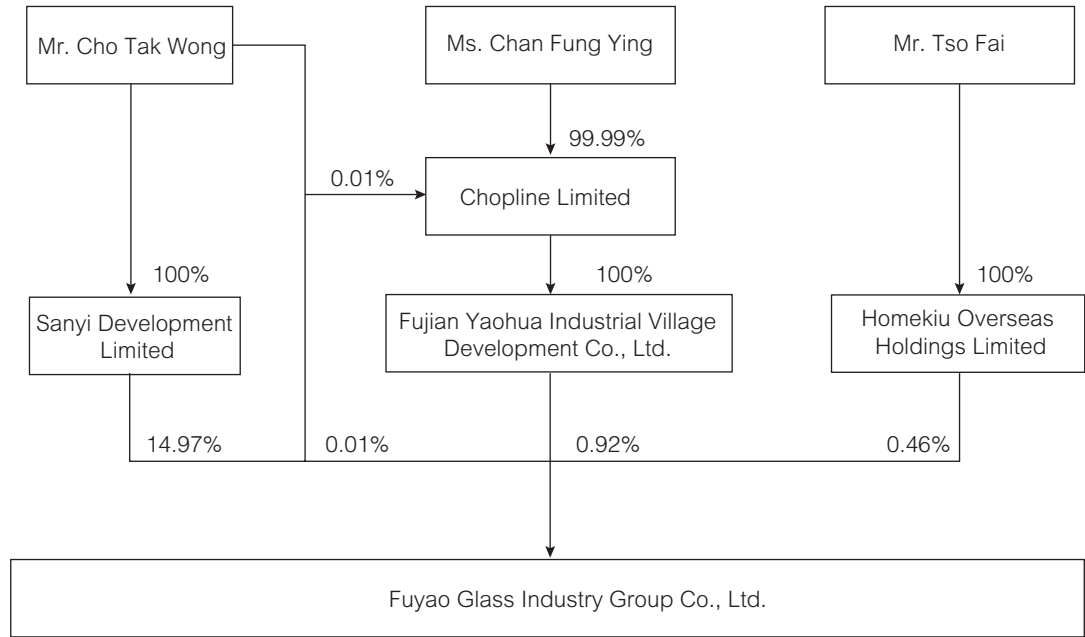 Mr. Cho Tak Wong
Ms. Chan Fung Ying
Mr. Tso Fai
99.99%
0.01%
Chopline Limited
100%
100%
100%
Sanyi Development
Limited
Fujian Yaohua Industrial Village
Development Co., Ltd.
Homekiu Overseas
Holdings Limited
14.97%
0.01%
0.92%
0.46%
Fuyao Glass Industry Group Co., Ltd.